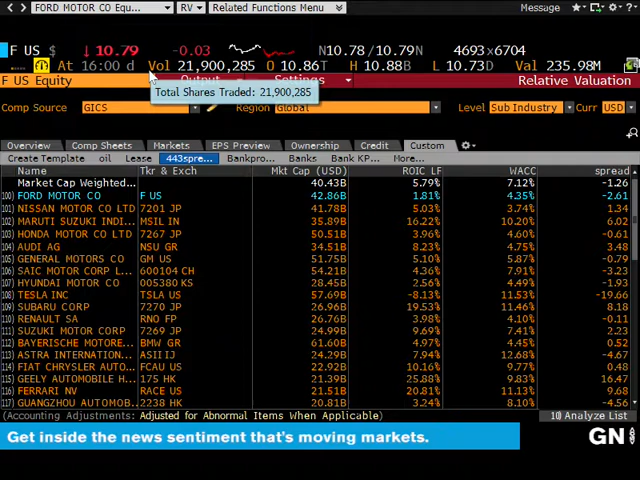 FORD MOTOR CO Equ... RV Related Functions Menu Message
F US $ 10.79 -0.03 N10.78 / 10.79N 4693 x 6704
At 16:00 d Vol 21,900,285 O 10.86T H 10.88B L 10.73D Val 235.98M
F US Equity Output Settings Relative Valuation
Total Shares Traded: 21,900,285
Comp Source GICS Region Global Level Sub Industry Curr USD
Overview Comp Sheets Markets EPS Preview Ownership Credit Custom
Create Template oil Lease 443spre... Bankpro... Banks Bank KP... More...
Name Tkr & Exch Mkt Cap (USD) ROIC LF WACC spread
Market Cap Weighted... 40.43B 5.79% 7.12% -1.26
100) FORD MOTOR CO F US 42.86B 1.81% 4.35% -2.61
101) NISSAN MOTOR CO LTD 7201 JP 41.78B 5.03% 3.74% 1.34
102) MARUTI SUZUKI INDI... MSIL IN 35.89B 16.22% 10.20% 6.02
103) HONDA MOTOR CO LTD 7267 JP 50.51B 3.96% 4.60% -0.61
104) AUDI AG NSU GR 34.51B 8.23% 4.75% 3.48
105) GENERAL MOTORS CO GM US 51.75B 5.10% 5.87% -0.79
106) SAIC MOTOR CORP L... 600104 CH 54.21B 4.26% 7.91% -3.23
107) HYUNDAI MOTOR CO 005380 KS 28.45B 2.56% 4.49% -1.93
108) TESLA INC TSLA US 57.69B -8.13% 11.53% -19.66
109) SUBARU CORP 7270 JP 26.96B 19.53% 11.46% 8.18
110) RENAULT SA RNO FP 26.76B 3.98% 4.10% -0.11
111) SUZUKI MOTOR CORP 7269 JP 24.99B 9.69% 7.41% 2.23
112) BAYERISCHE MOTERE... BMW GR 61.60B 4.97% 4.45% 0.52
113) ASTRA INTERNATION... ASII IJ 24.33B 7.94% 12.68% -4.67
114) FIAT CHRYSLER AUTO... FCAU US 22.92B 10.16% 9.77% 0.48
115) GEELY AUTOMOBILE H... 175 HK 21.39B 25.88% 9.83% 16.47
116) FERRARI NV RACE US 21.51B 20.81% 11.13% 9.68
117) GUANGZHOU AUTOMOB... 2238 HK 20.81B 3.24% 8.10% -4.56
(Accounting Adjustments: Adjusted for Abnormal Items When Applicable) 10) Analyze List
Get inside the news sentiment that's moving markets. GN